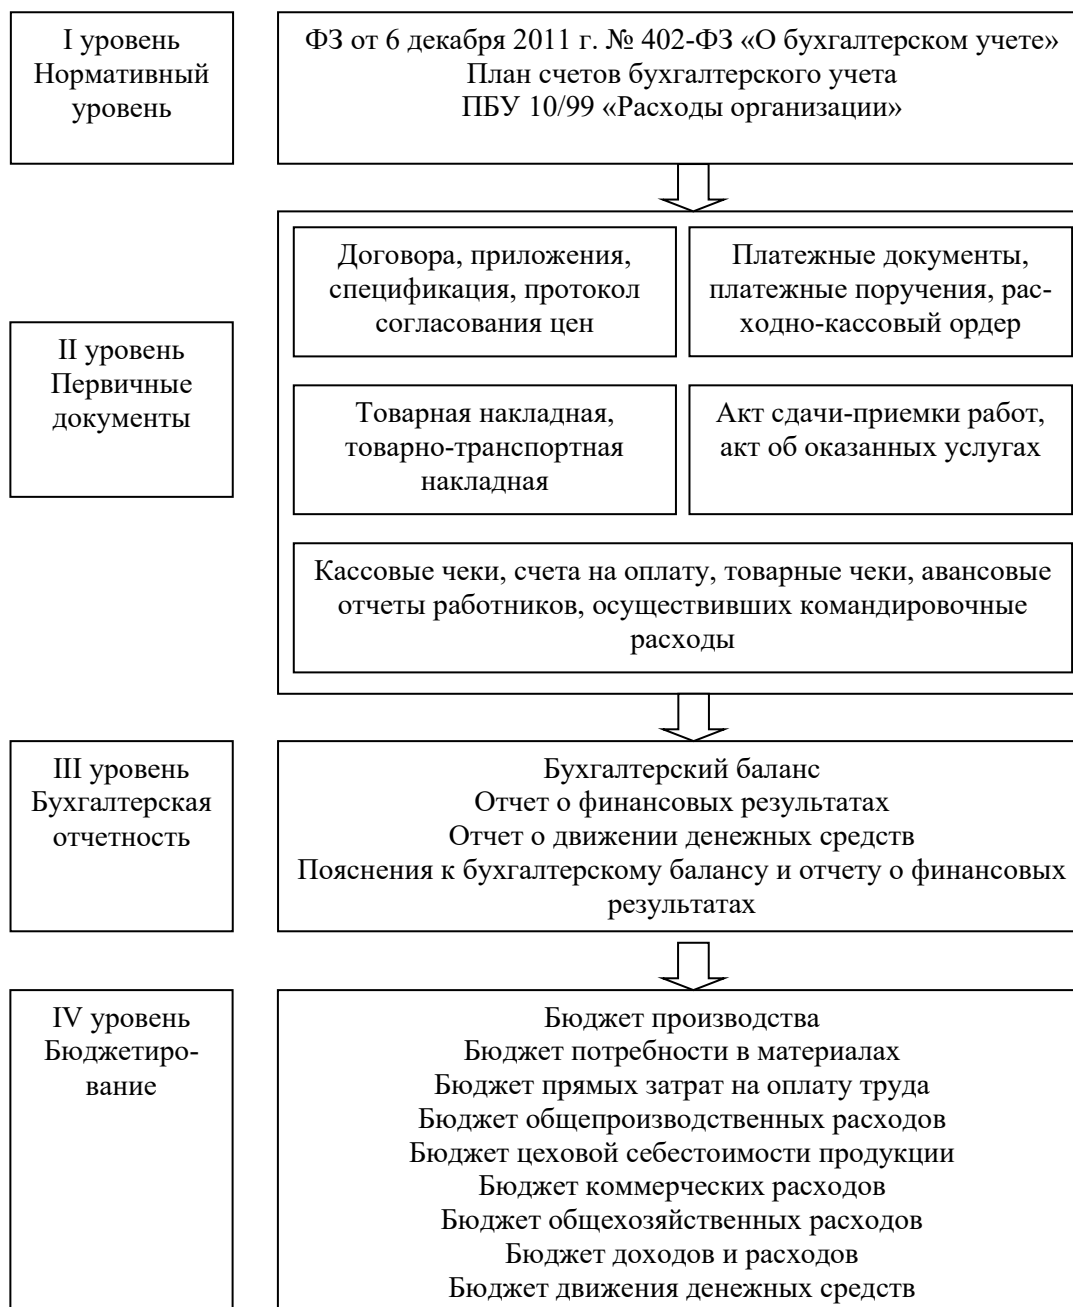 I уровень
Нормативный
уровень
ФЗ от 6 декабря 2011 г. № 402-ФЗ «О бухгалтерском учете»
План счетов бухгалтерского учета
ПБУ 10/99 «Расходы организации»
II уровень
Первичные
документы
Договора, приложения,
спецификация, протокол
согласования цен
Платежные документы,
платежные поручения, рас-
ходно-кассовый ордер
Товарная накладная,
товарно-транспортная
накладная
Акт сдачи-приемки работ,
акт об оказанных услугах
Кассовые чеки, счета на оплату, товарные чеки, авансовые
отчеты работников, осуществивших командировочные
расходы
III уровень
Бухгалтерская
отчетность
Бухгалтерский баланс
Отчет о финансовых результатах
Отчет о движении денежных средств
Пояснения к бухгалтерскому балансу и отчету о финансовых
результатах
IV уровень
Бюджетиро-
вание
Бюджет производства
Бюджет потребности в материалах
Бюджет прямых затрат на оплату труда
Бюджет общепроизводственных расходов
Бюджет цеховой себестоимости продукции
Бюджет коммерческих расходов
Бюджет общехозяйственных расходов
Бюджет доходов и расходов
Бюджет движения денежных средств